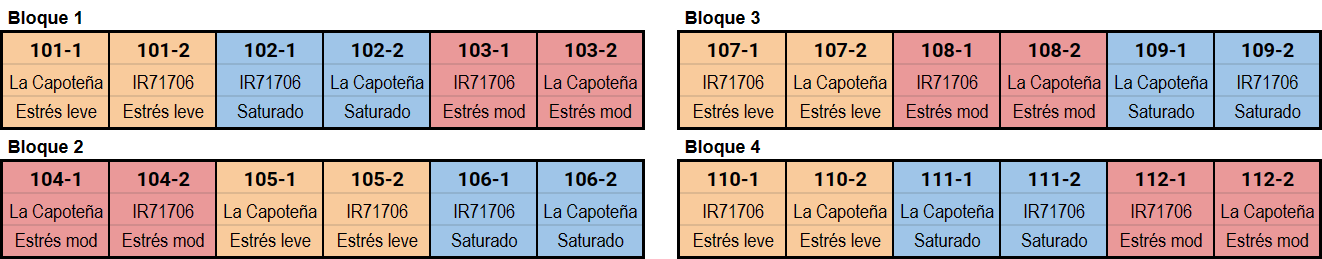 Bloque 1
101-1 101-2 102-1 102-2 103-1 103-2
La Capoteña IR71706 IR71706 La Capoteña IR71706 La Capoteña
Estrés leve Estrés leve Saturado Saturado Estrés mod Estrés mod
Bloque 2
104-1 104-2 105-1 105-2 106-1 106-2
La Capoteña IR71706 La Capoteña IR71706 IR71706 La Capoteña
Estrés mod Estrés mod Estrés leve Estrés leve Saturado Saturado
Bloque 3
107-1 107-2 108-1 108-2 109-1 109-2
IR71706 La Capoteña IR71706 La Capoteña La Capoteña IR71706
Estrés leve Estrés leve Estrés mod Estrés mod Saturado Saturado
Bloque 4
110-1 110-2 111-1 111-2 112-1 112-2
IR71706 La Capoteña La Capoteña IR71706 IR71706 La Capoteña
Estrés leve Estrés leve Saturado Saturado Estrés mod Estrés mod